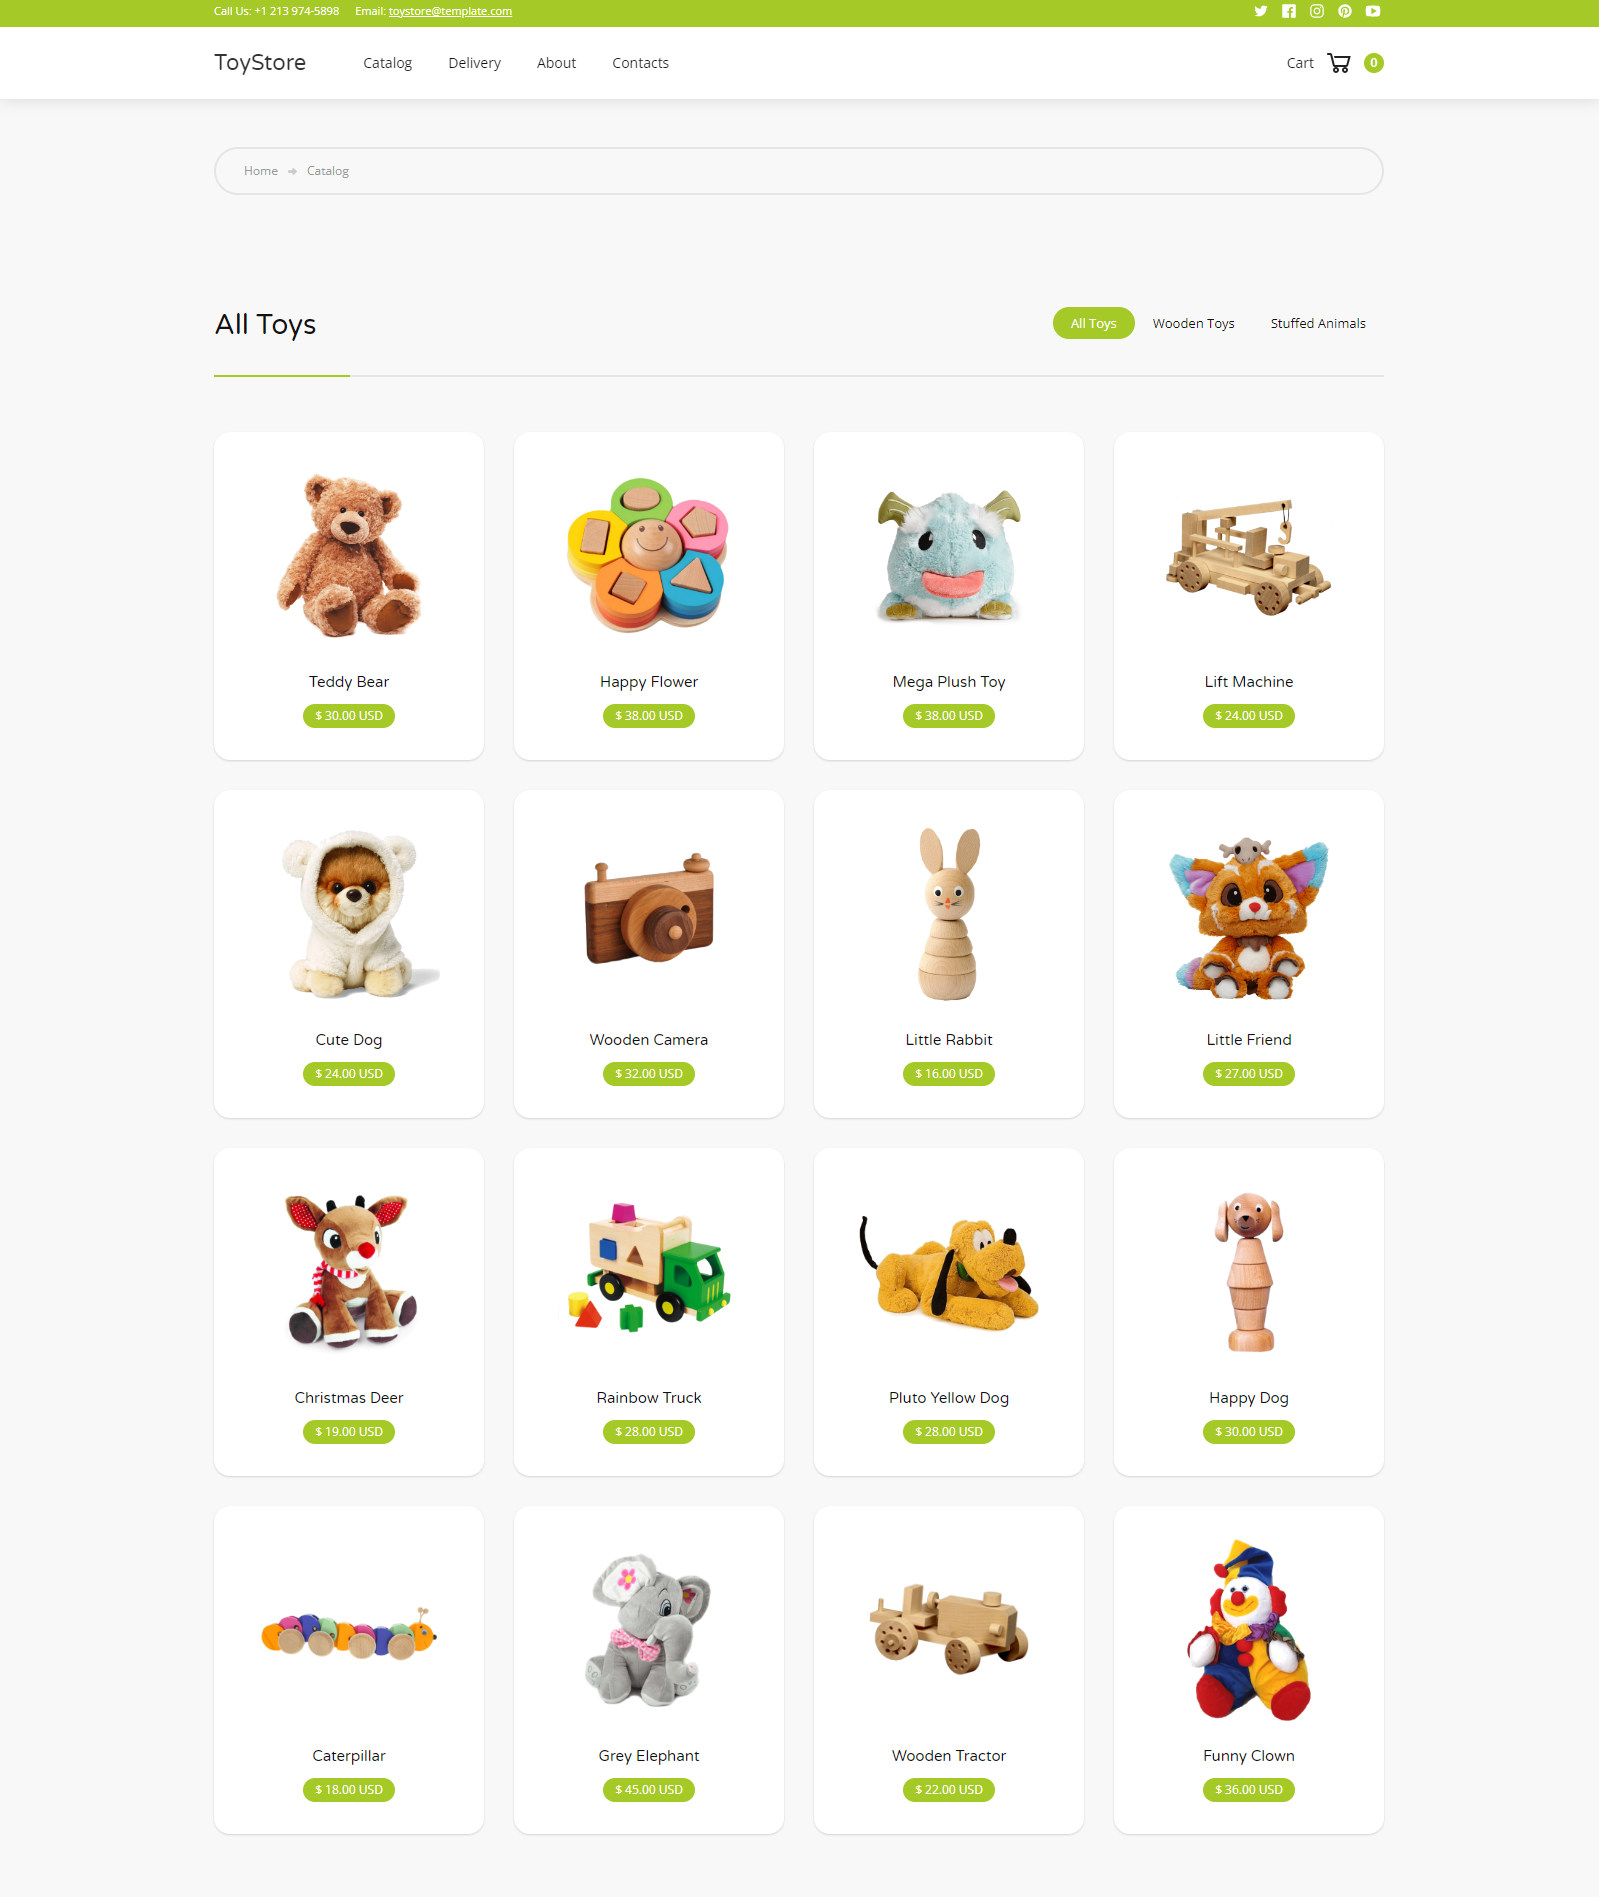 Call Us: +1 213 974-5898 Email: toystore@template.com
ToyStore Catalog Delivery About Contacts Cart 0
Home Catalog
All Toys All Toys Wooden Toys Stuffed Animals
Teddy Bear Happy Flower Mega Plush Toy Lift Machine
$ 30.00 USD $ 38.00 USD $ 38.00 USD $ 24.00 USD
Cute Dog Wooden Camera Little Rabbit Little Friend
$ 24.00 USD $ 32.00 USD $ 16.00 USD $ 27.00 USD
Christmas Deer Rainbow Truck Pluto Yellow Dog Happy Dog
$ 19.00 USD $ 28.00 USD $ 28.00 USD $ 30.00 USD
Caterpillar Grey Elephant Wooden Tractor Funny Clown
$ 18.00 USD $ 45.00 USD $ 22.00 USD $ 36.00 USD